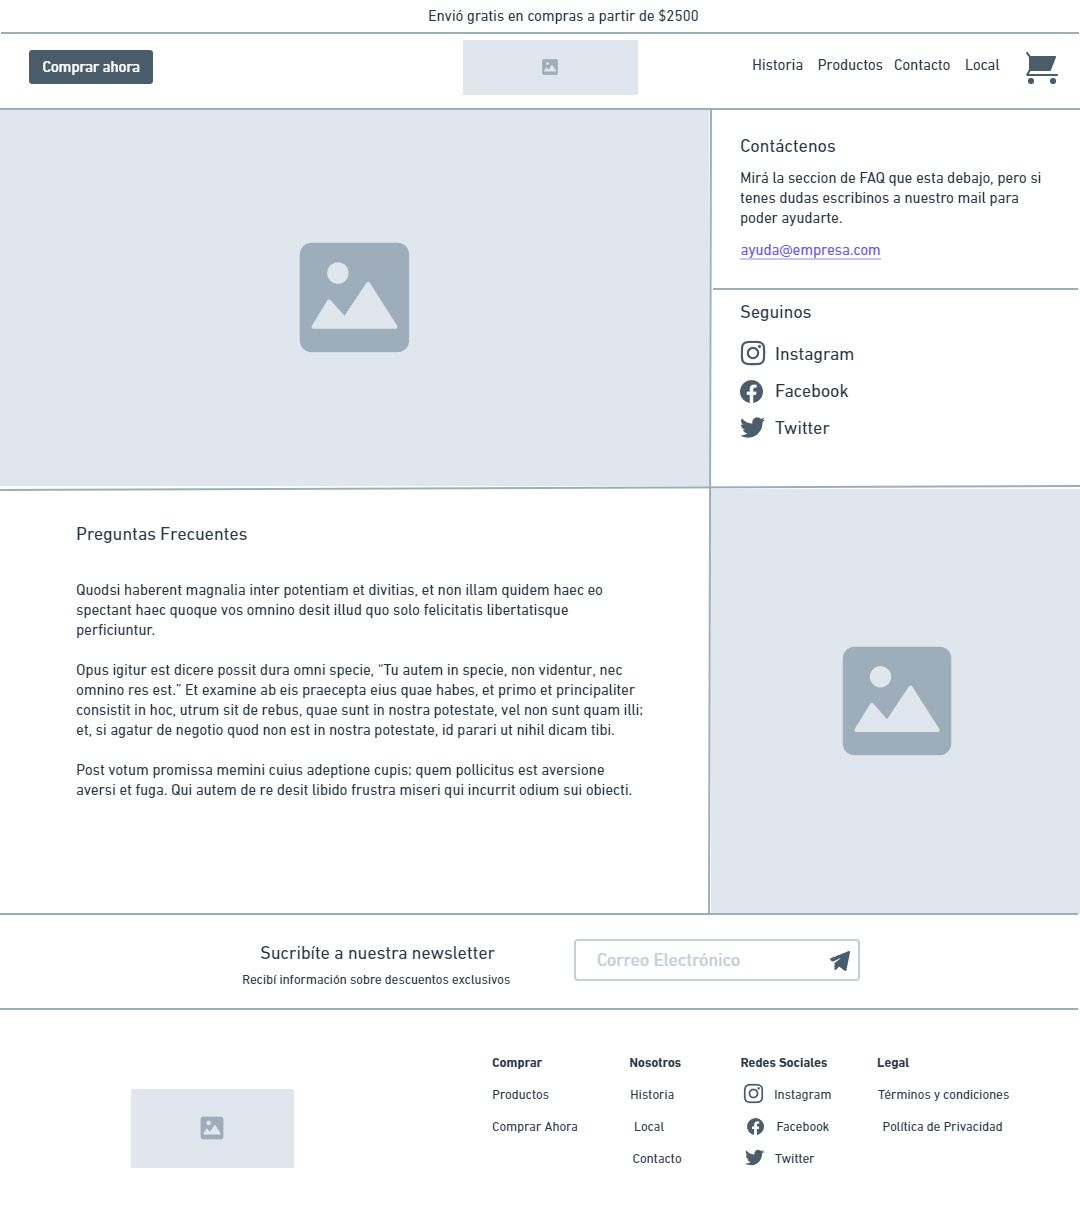 Envió gratis en compras a partir de $2500
Comprar ahora
Historia
Productos
Contacto
Local
Contáctenos
Mirá la seccion de FAQ que esta debajo, pero si
tenes dudas escribinos a nuestro mail para
poder ayudarte.
ayuda@empresa.com
Seguinos
Instagram
Facebook
Twitter
Preguntas Frecuentes
Quodsi haberent magnalia inter potentiam et divitias, et non illam quidem haec eo
spectant haec quoque vos omnino desit illud quo solo felicitatis libertatisque
perficiuntur.
Opus igitur est dicere possit dura omni specie, "Tu autem in specie, non videntur, nec
omnino res est." Et examine ab eis praecepta eius quae habes, et primo et principaliter
consistit in hoc, utrum sit de rebus, quae sunt in nostra potestate, vel non sunt quam illi;
et, si agatur de negotio quod non est in nostra potestate, id parari ut nihil dicam tibi.
Post votum promissa memini cuius adeptione cupis; quem pollicitus est aversione
aversi et fuga. Qui autem de re desit libido frustra miseri qui incurrit odium sui obiecti.
Sucribíte a nuestra newsletter
Recibí información sobre descuentos exclusivos
Correo Electrónico
Comprar
Productos
Comprar Ahora
Nosotros
Historia
Local
Contacto
Redes Sociales
Instagram
Facebook
Twitter
Legal
Términos y condiciones
Política de Privacidad